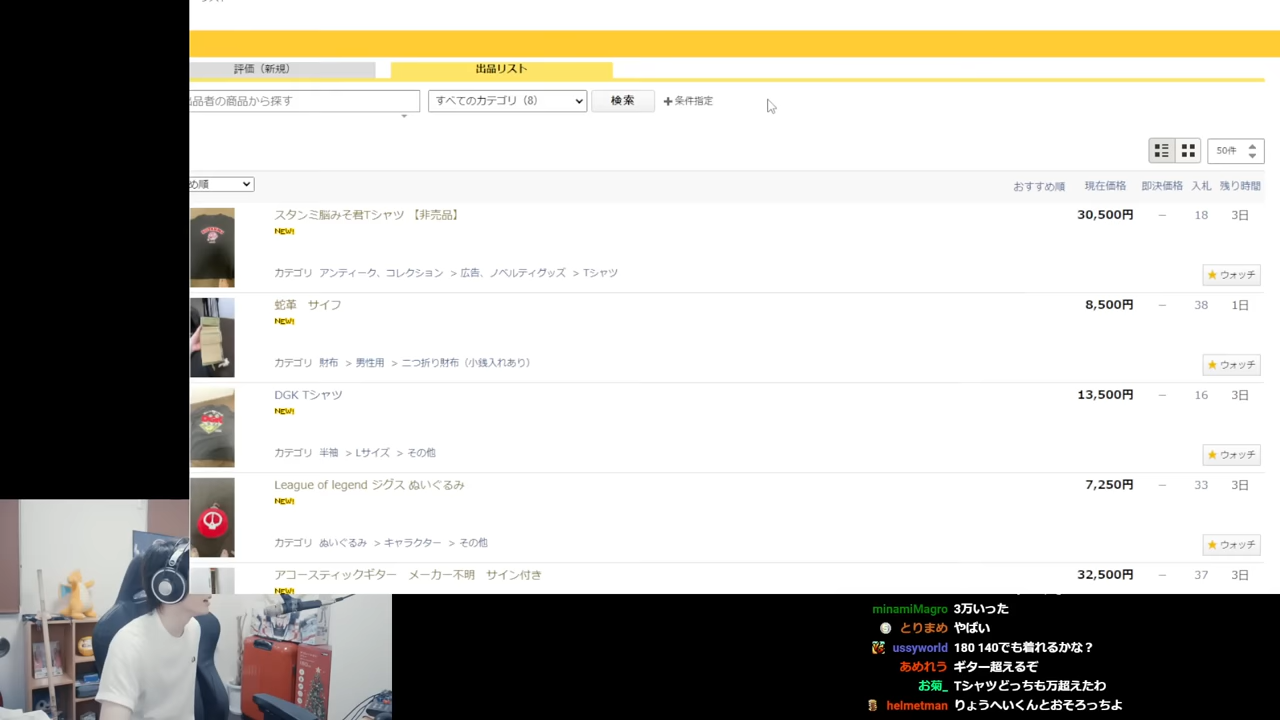 評価（新規）
出品リスト
品者の商品から探す
すべてのカテゴリ（8）
検索
条件指定
50件
め順
おすすめ順 現在価格 即決価格 入札 残り時間
スタンミ脳みそ君Tシャツ 【非売品】 30,500円 － 18 3日
NEW!
カテゴリ アンティーク、コレクション > 広告、ノベルティグッズ > Tシャツ
ウォッチ
蛇革　サイフ 8,500円 － 38 1日
NEW!
カテゴリ 財布 > 男性用 > 二つ折り財布（小銭入れあり）
ウォッチ
DGK Tシャツ 13,500円 － 16 3日
NEW!
カテゴリ 半袖 > Lサイズ > その他
ウォッチ
League of legend ジグス ぬいぐるみ 7,250円 － 33 3日
NEW!
カテゴリ ぬいぐるみ > キャラクター > その他
ウォッチ
アコースティックギター　メーカー不明　サイン付き 32,500円 － 37 3日
NEW!
minamiMagro 3万いった
とりまめ やばい
ussyworld 180 140でも着れるかな？
あめれう ギター超えるぞ
お菊_ Tシャツどっちも万超えたわ
helmetman りょうへいくんとおそろっちよ